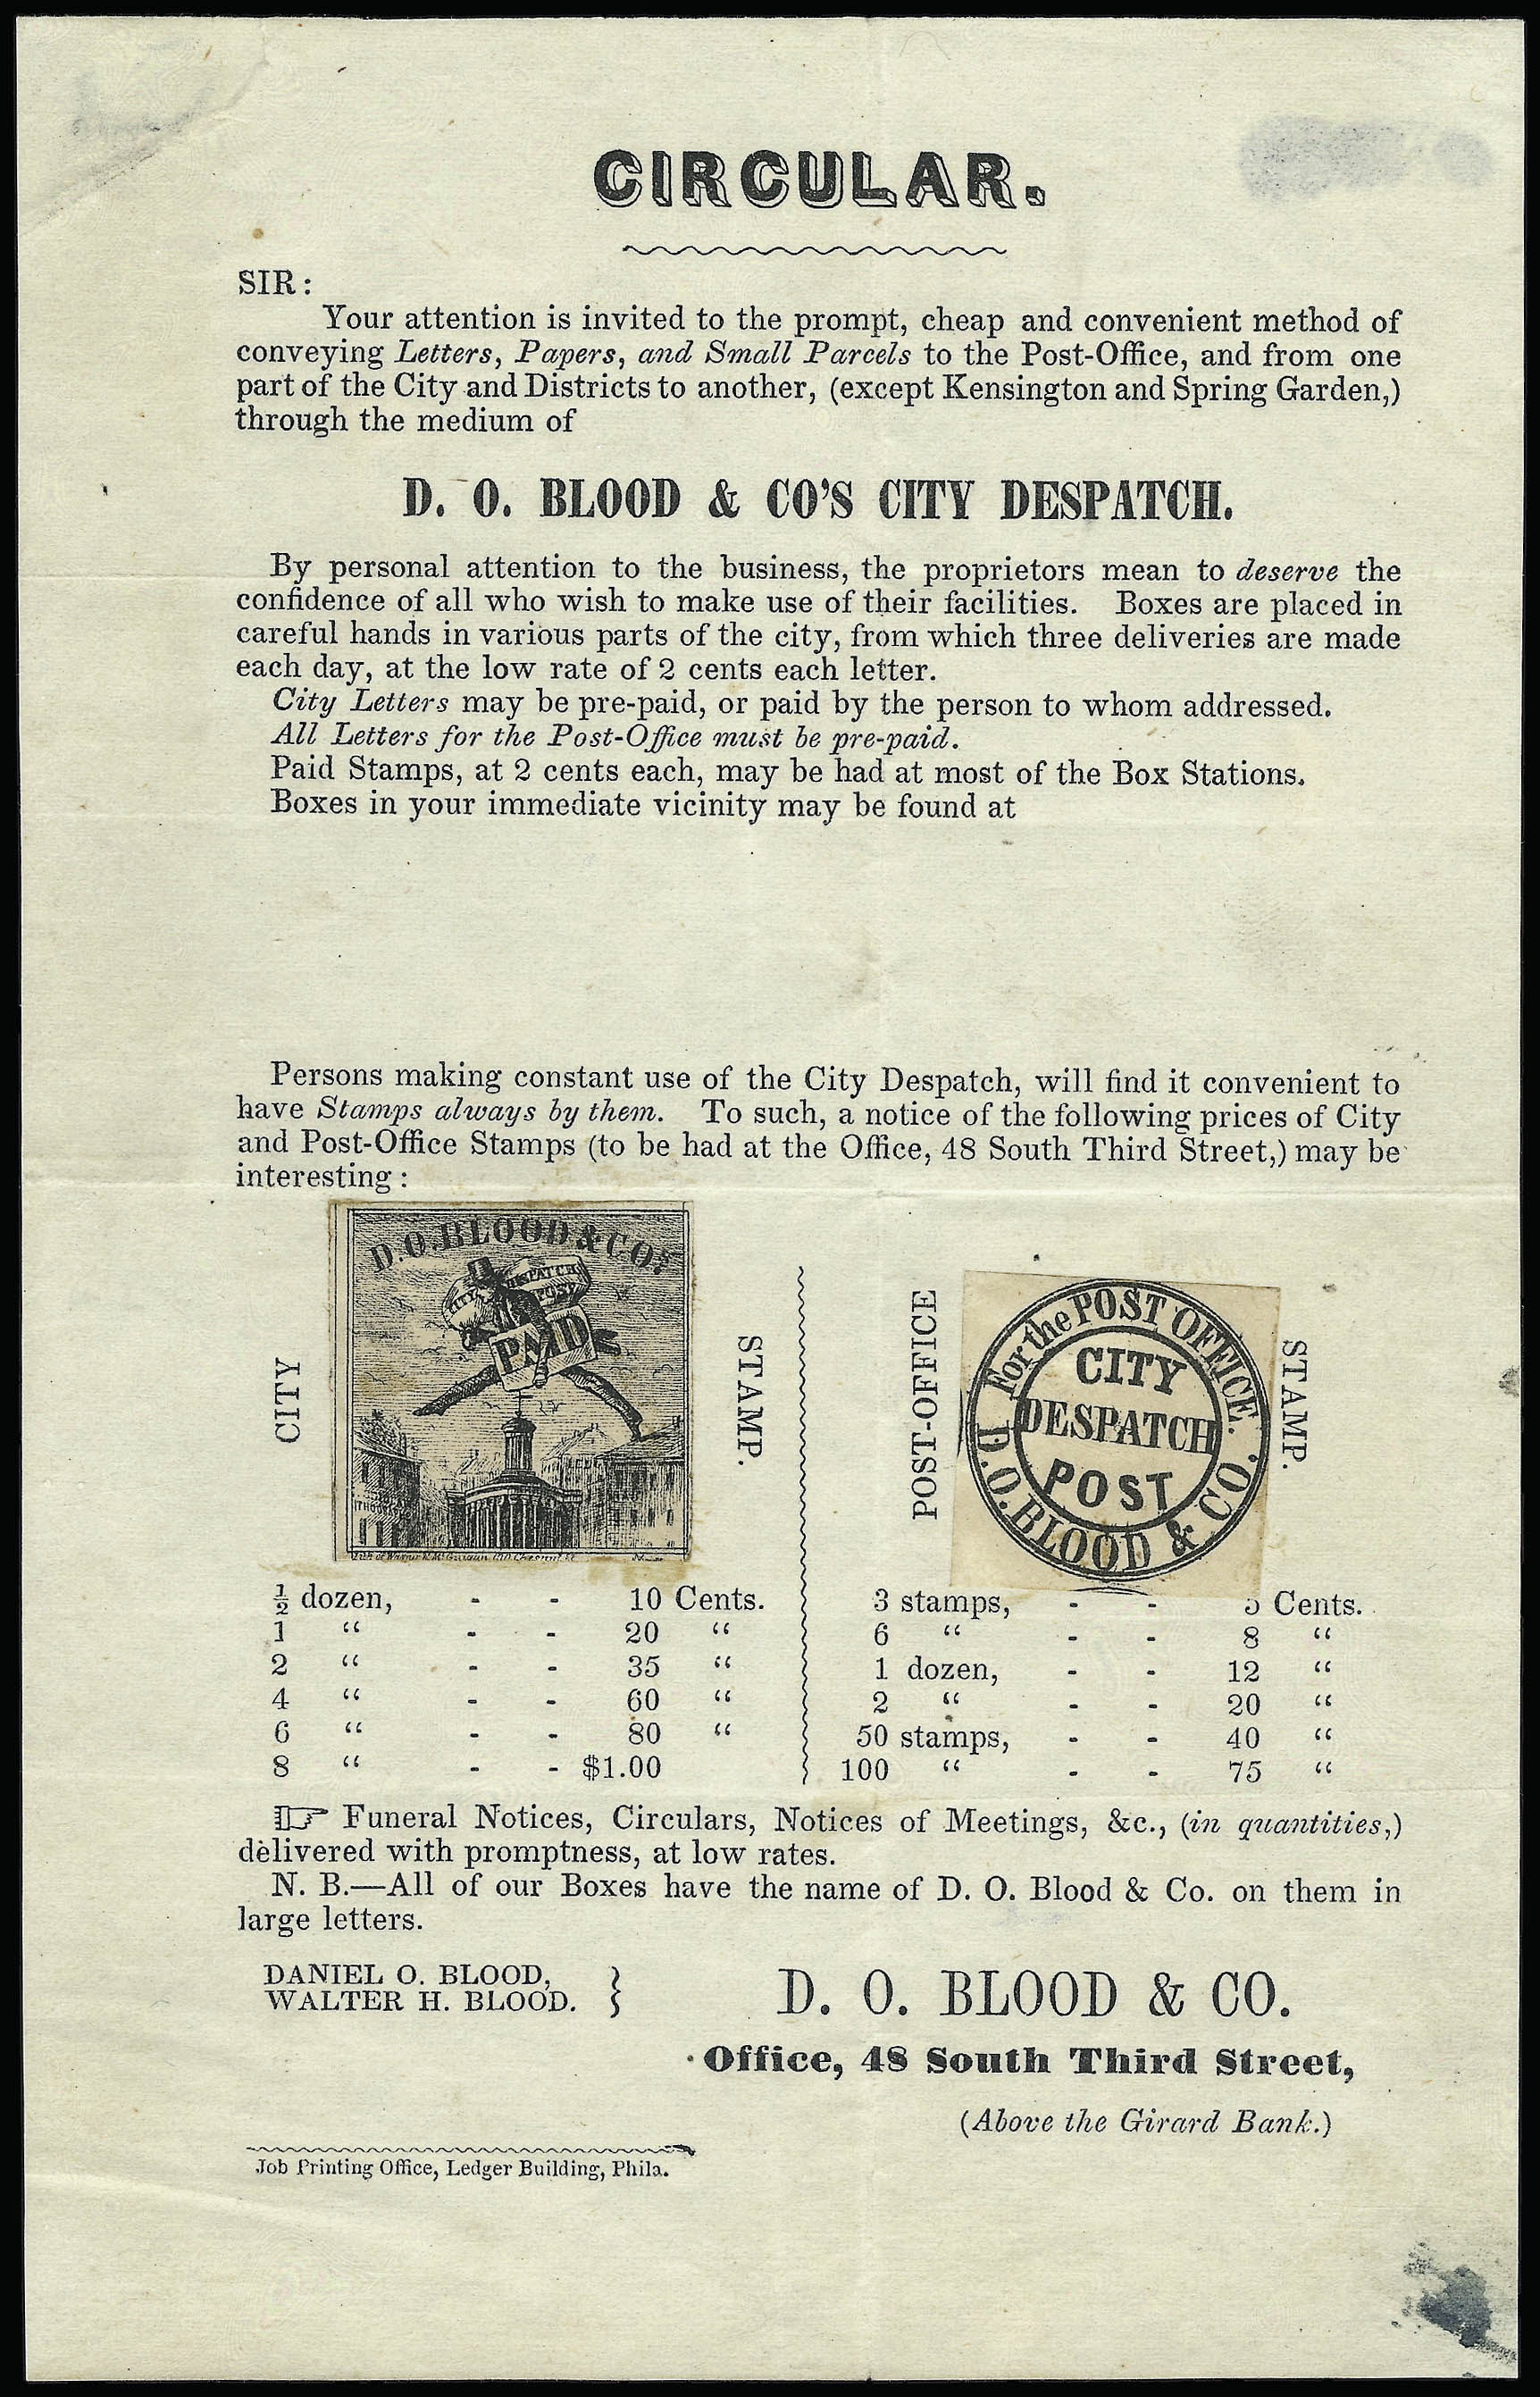 CIRCULAR.
SIR:
Your attention is invited to the prompt, cheap and convenient method of
conveying Letters, Papers, and Small Parcels to the Post-Office, and from one
part of the City and Districts to another, (except Kensington and Spring Garden,)
through the medium of
D. O. BLOOD & CO'S CITY DESPATCH.
By personal attention to the business, the proprietors mean to deserve the
confidence of all who wish to make use of their facilities. Boxes are placed in
careful hands in various parts of the city, from which three deliveries are made
each day, at the low rate of 2 cents each letter.
City Letters may be pre-paid, or paid by the person to whom addressed.
All Letters for the Post-Office must be pre-paid.
Paid Stamps, at 2 cents each, may be had at most of the Box Stations.
Boxes in your immediate vicinity may be found at
Persons making constant use of the City Despatch, will find it convenient to
have Stamps always by them. To such, a notice of the following prices of City
and Post-Office Stamps (to be had at the Office, 48 South Third Street,) may be
interesting:
CITY
D.O.BLOOD & CO'S
CITY DESPATCH
POST
PAID
STAMP.
½ dozen, - - 10 Cents.
1 “ - - 20 “
2 “ - - 35 “
4 “ - - 60 “
6 “ - - 80 “
8 “ - - $1.00
POST-OFFICE
For the POST OFFICE.
CITY
DESPATCH
POST
D.O.BLOOD & CO.
STAMP.
3 stamps, - - Cents.
6 “ - - 8 “
1 dozen, - - 12 “
2 “ - - 20 “
50 stamps, - - 40 “
100 “ - - 75 “
☞ Funeral Notices, Circulars, Notices of Meetings, &c., (in quantities,)
delivered with promptness, at low rates.
N. B.—All of our Boxes have the name of D. O. Blood & Co. on them in
large letters.
DANIEL O. BLOOD,
WALTER H. BLOOD. }
D. O. BLOOD & CO.
Office, 48 South Third Street,
(Above the Girard Bank.)
Job Printing Office, Ledger Building, Phila.